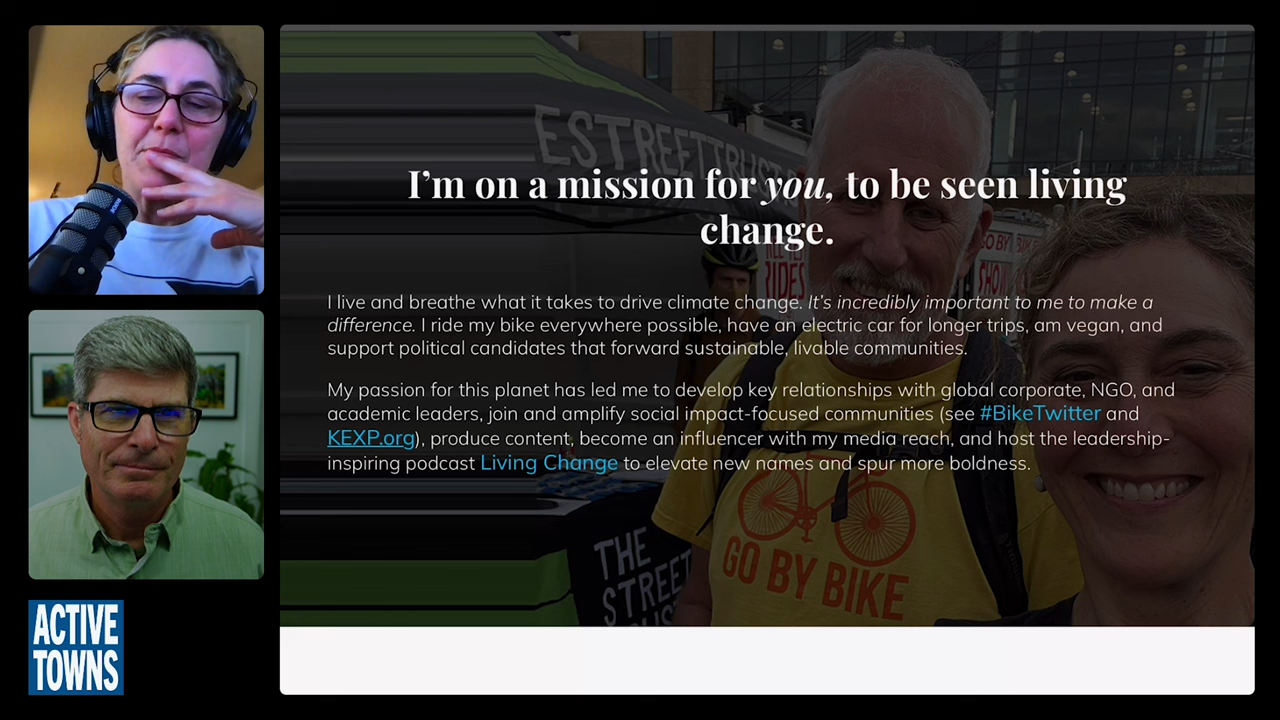 I'm on a mission for you, to be seen living
change.
I live and breathe what it takes to drive climate change. It's incredibly important to me to make a
difference. I ride my bike everywhere possible, have an electric car for longer trips, am vegan, and
support political candidates that forward sustainable, livable communities.
My passion for this planet has led me to develop key relationships with global corporate, NGO, and
academic leaders, join and amplify social impact-focused communities (see #BikeTwitter and
KEXP.org), produce content, become an influencer with my media reach, and host the leadership-
inspiring podcast Living Change to elevate new names and spur more boldness.
ESTREETTRUST
GO BY
RIDES
GO BY BIKE
THE
STREET
ACTIVE
TOWNS